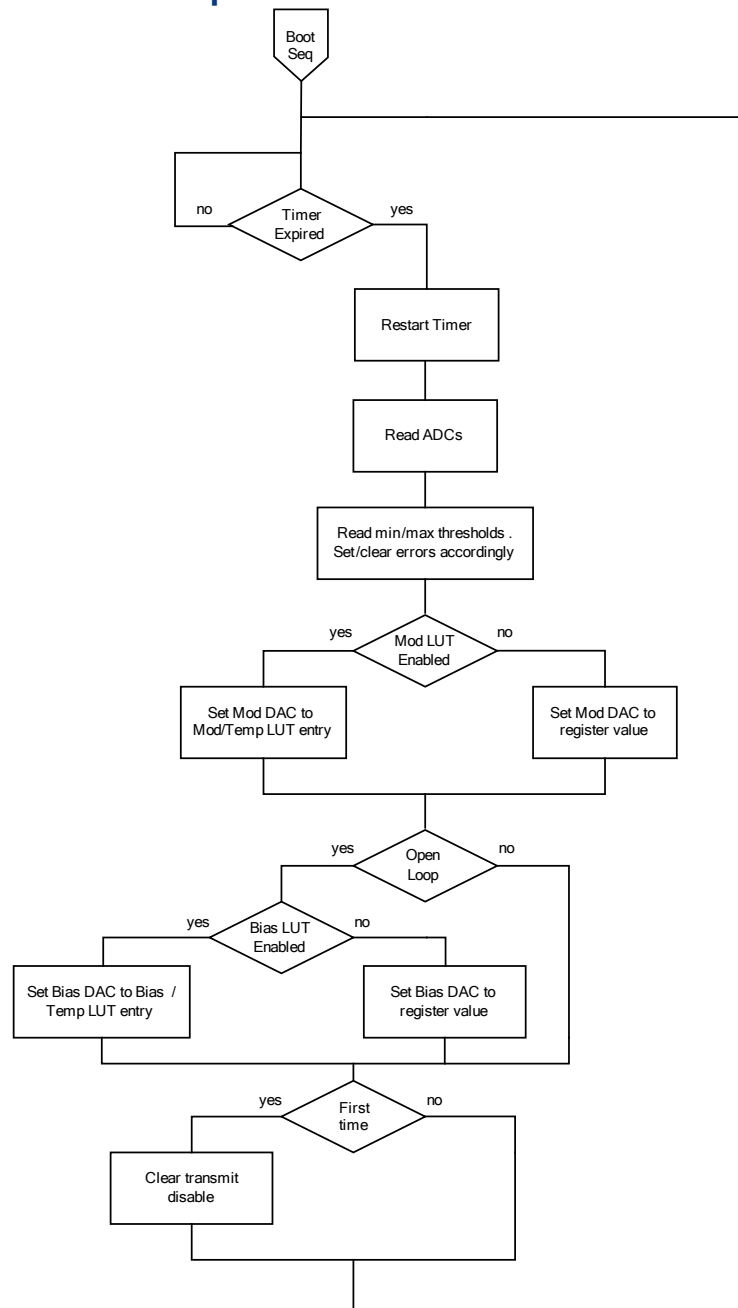 Boot
Seq
no
Timer
Expired
yes
Restart Timer
Read ADCs
Read min/max thresholds .
Set/clear errors accordingly
yes
Mod LUT
Enabled
no
Set Mod DAC to
Mod/Temp LUT entry
Set Mod DAC to
register value
yes
Open
Loop
no
yes
Bias LUT
Enabled
no
Set Bias DAC to Bias /
Temp LUT entry
Set Bias DAC to
register value
yes
First
time
no
Clear transmit
disable